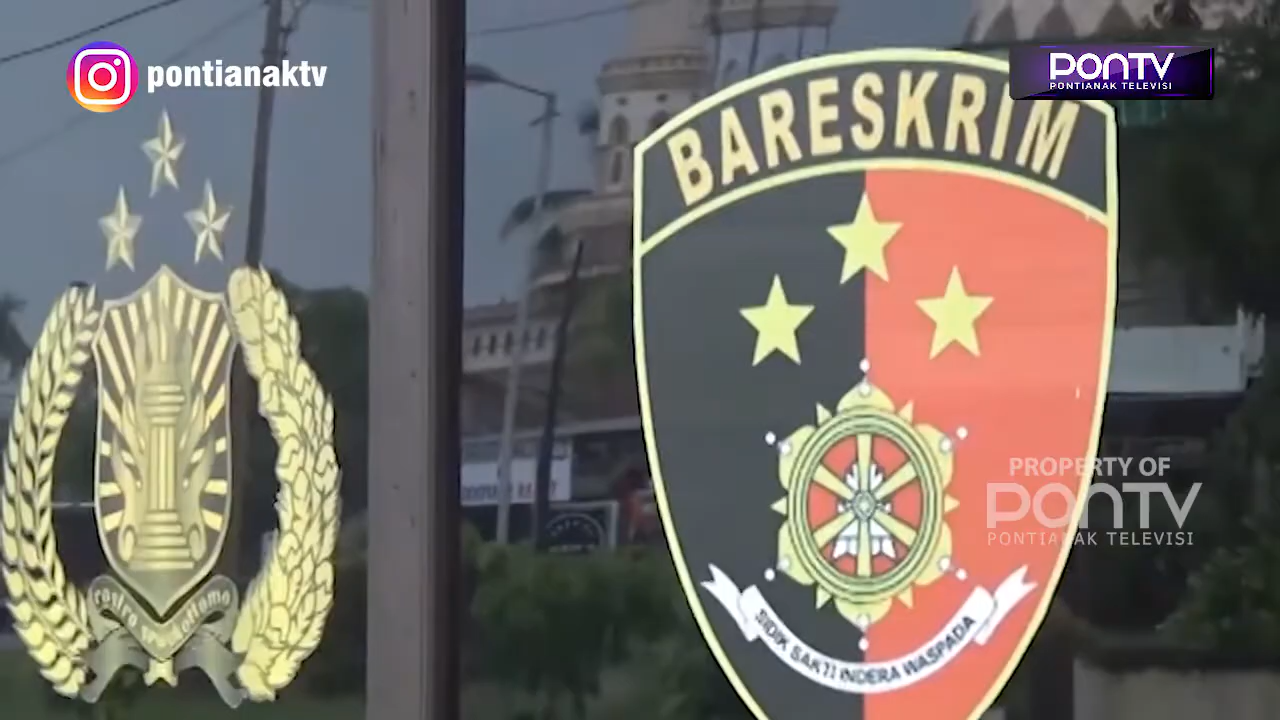 pontianaktv
PONTV
PONTIANAK TELEVISI
BARESKRIM
PROPERTY OF
PONTV
PONTIANAK TELEVISI
SIDIK SAKTI INDERA WASPADA